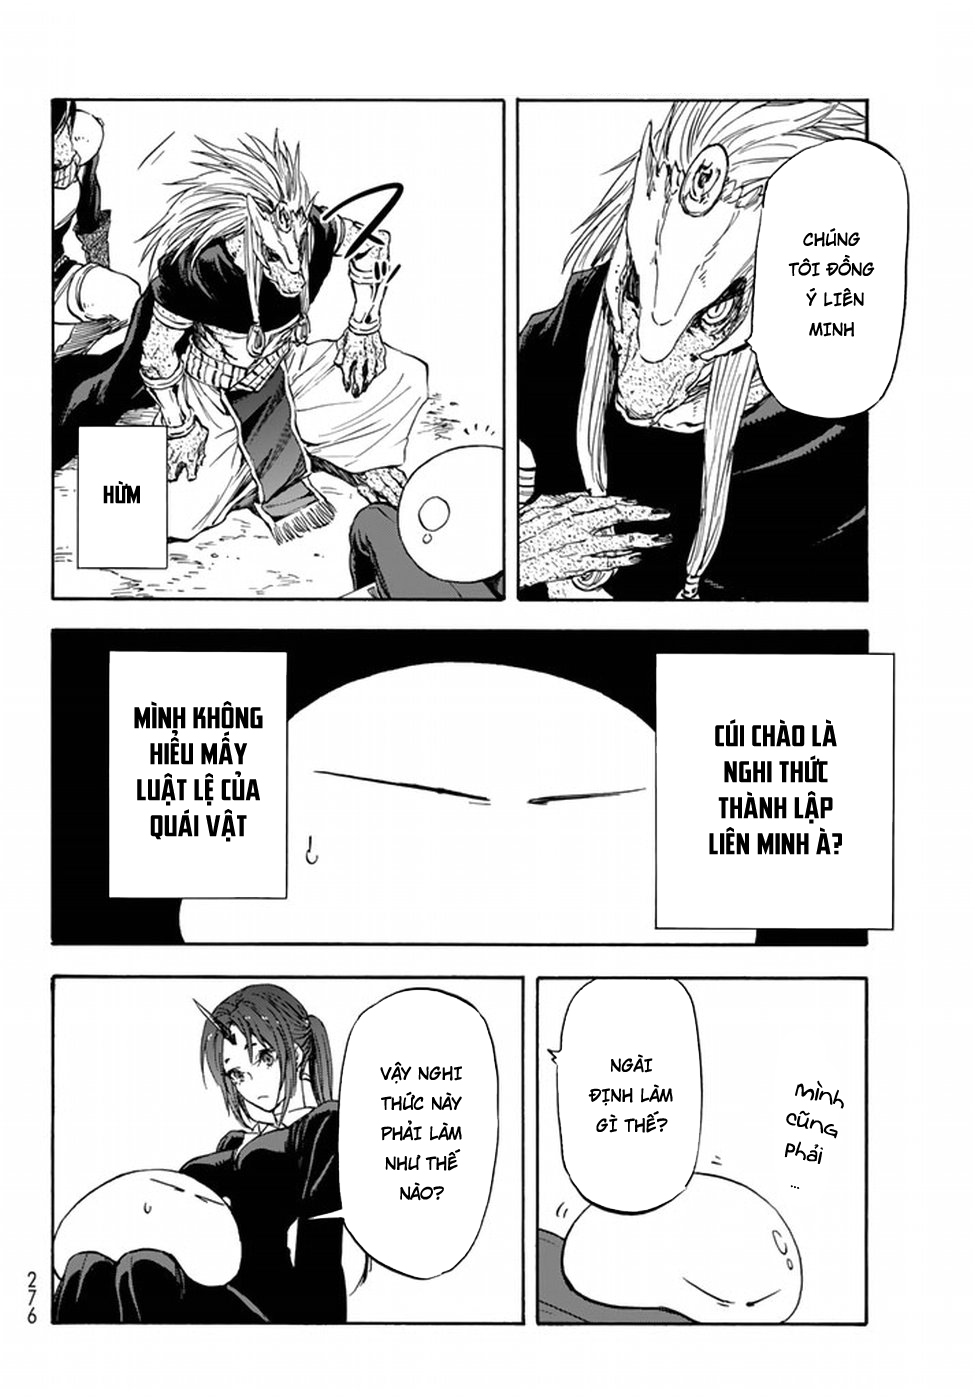 CHÚNG
TÔI ĐỒNG
Ý LIÊN
MINH
HỪM
CÚI CHÀO LÀ
NGHI THỨC
THÀNH LẬP
LIÊN MINH À?
MÌNH KHÔNG
HIỂU MẤY
LUẬT LỆ CỦA
QUÁI VẬT
MÌNH
CŨNG
PHẢI
...
NGÀI
ĐỊNH LÀM
GÌ THẾ?
VẬY NGHI
THỨC NÀY
PHẢI LÀM
NHƯ THẾ
NÀO?
276